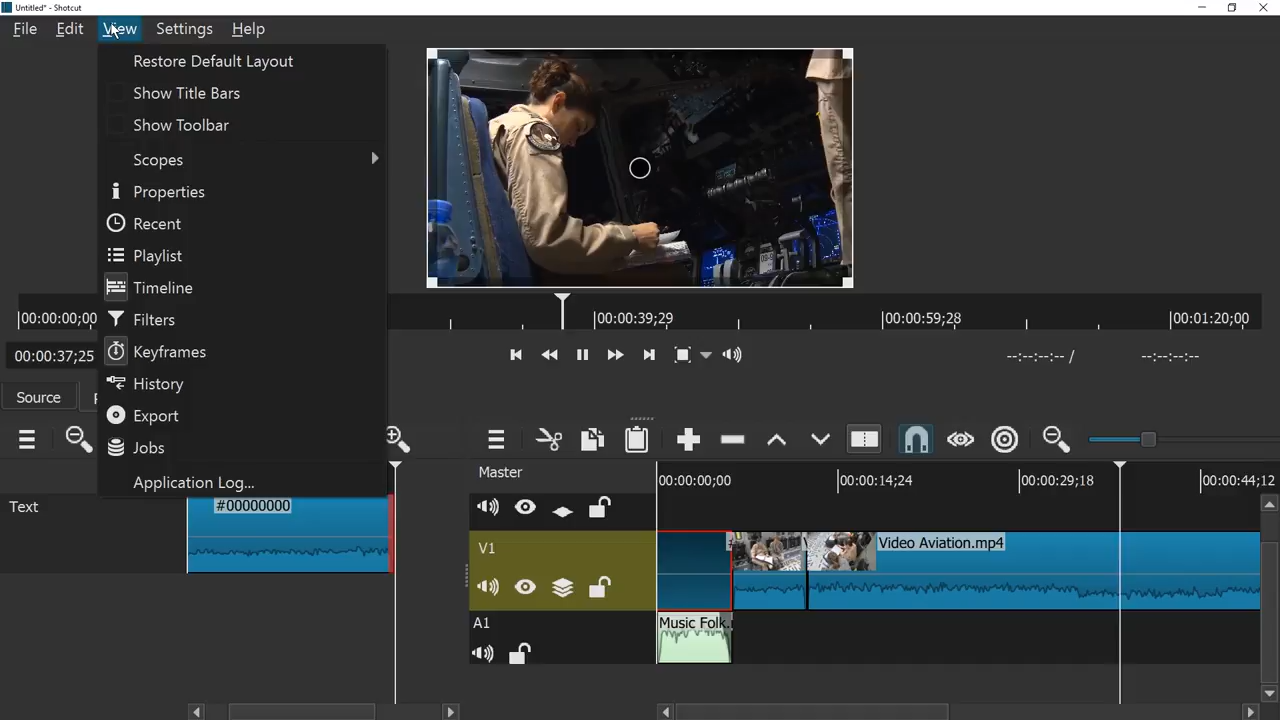 Untitled* - Shotcut
File Edit View Settings Help
Restore Default Layout
Show Title Bars
Show Toolbar
Scopes
Properties
Recent
Playlist
Timeline
Filters
Keyframes
History
Export
Jobs
Application Log...
00:00:00;00 00:00:39;29 00:00:59;28 00:01:20;00
00:00:37;25 --:--:--:-- / --:--:--:--
Source
Master 00:00:00;00 00:00:14;24 00:00:29;18 00:00:44;12
Text #00000000
V1 Video Aviation.mp4
A1 Music Folk.